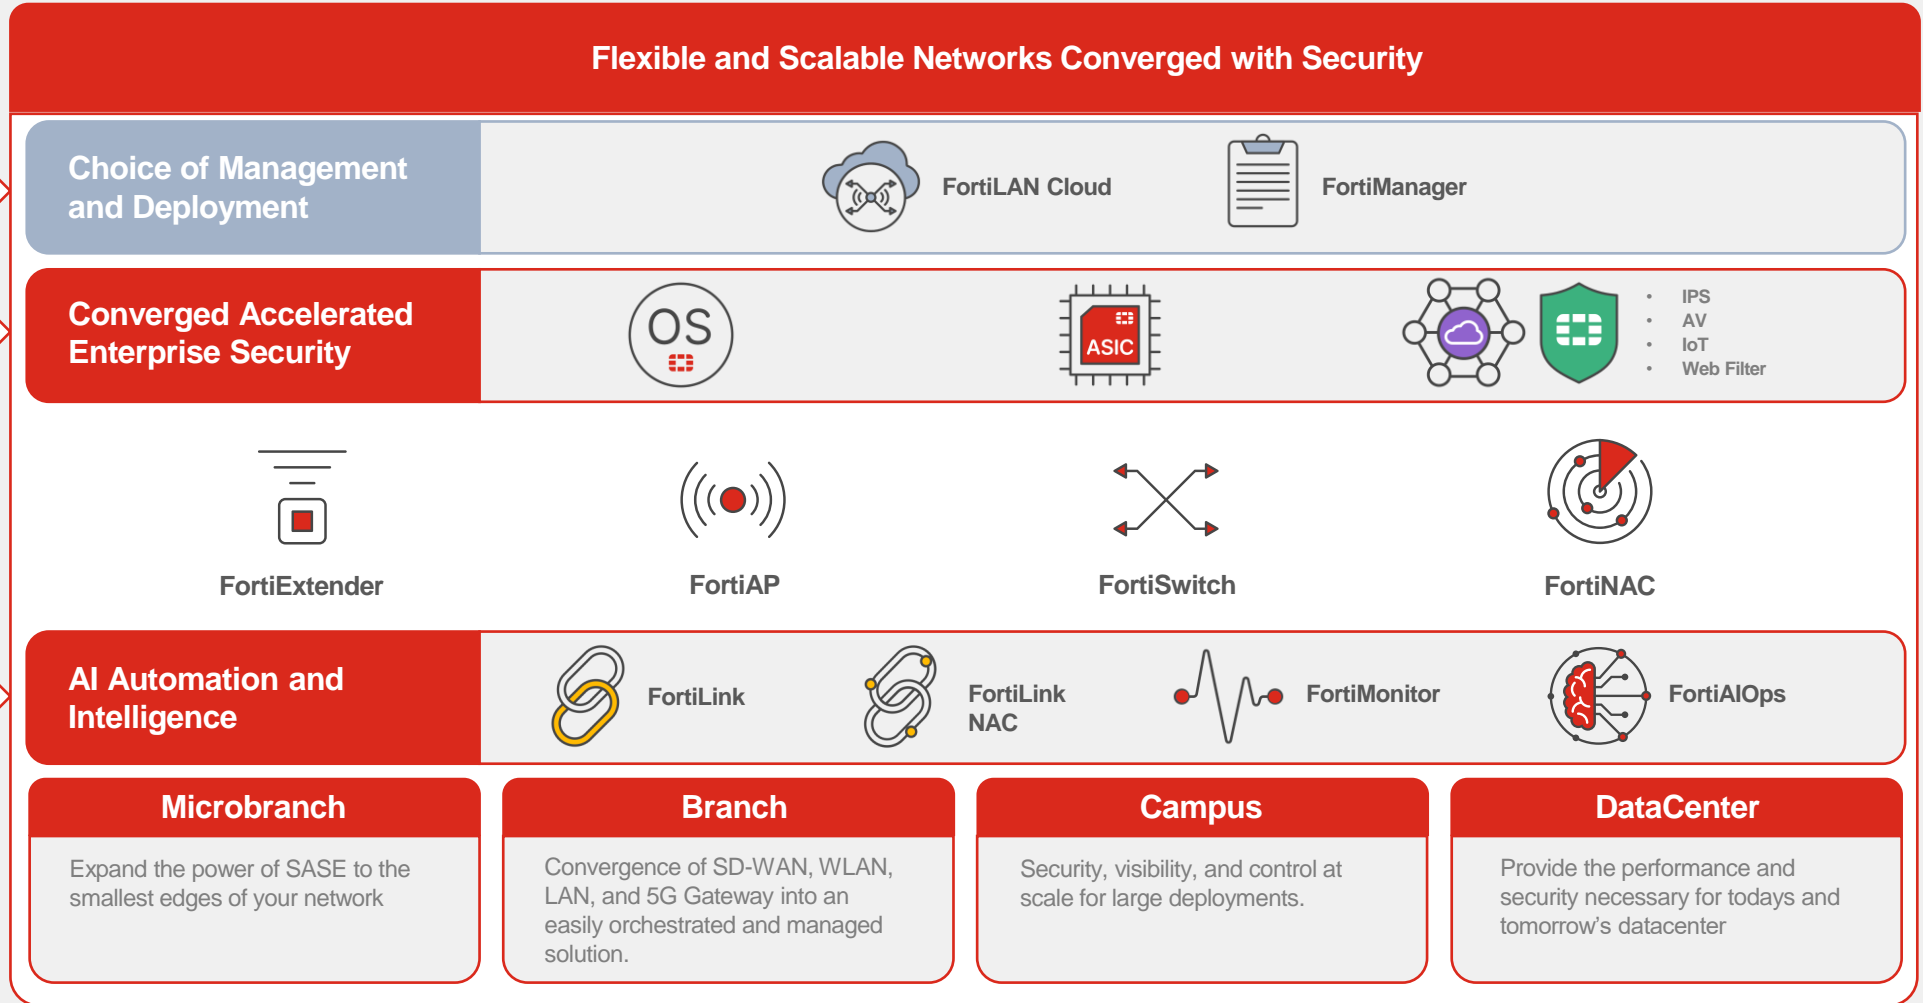 Flexible and Scalable Networks Converged with Security
Choice of Management
and Deployment
FortiLAN Cloud
FortiManager
Converged Accelerated
Enterprise Security
OS
ASIC
• IPS
• AV
• IoT
• Web Filter
FortiExtender
FortiAP
FortiSwitch
FortiNAC
AI Automation and
Intelligence
FortiLink
FortiLink
NAC
FortiMonitor
FortiAIOps
Microbranch
Expand the power of SASE to the
smallest edges of your network
Branch
Convergence of SD-WAN, WLAN,
LAN, and 5G Gateway into an
easily orchestrated and managed
solution.
Campus
Security, visibility, and control at
scale for large deployments.
DataCenter
Provide the performance and
security necessary for todays and
tomorrow’s datacenter